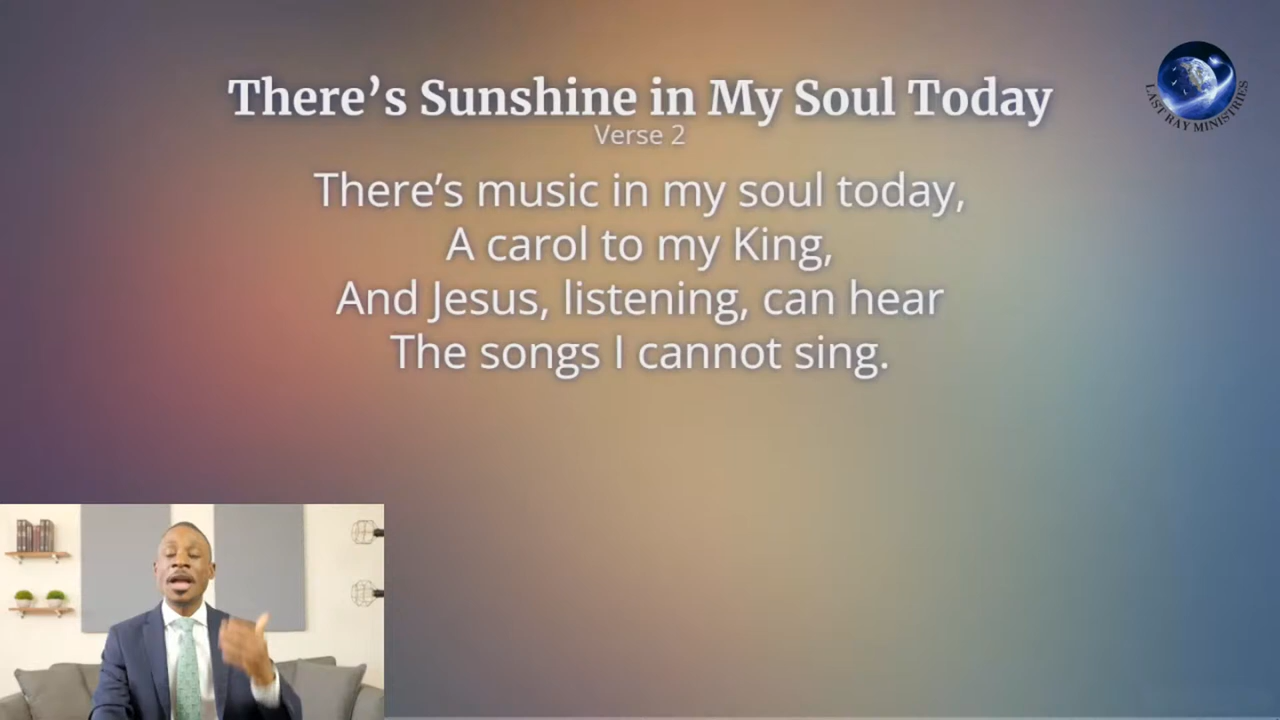 There’s Sunshine in My Soul Today
Verse 2
There’s music in my soul today,
A carol to my King,
And Jesus, listening, can hear
The songs I cannot sing.
LAST RAY MINISTRIES